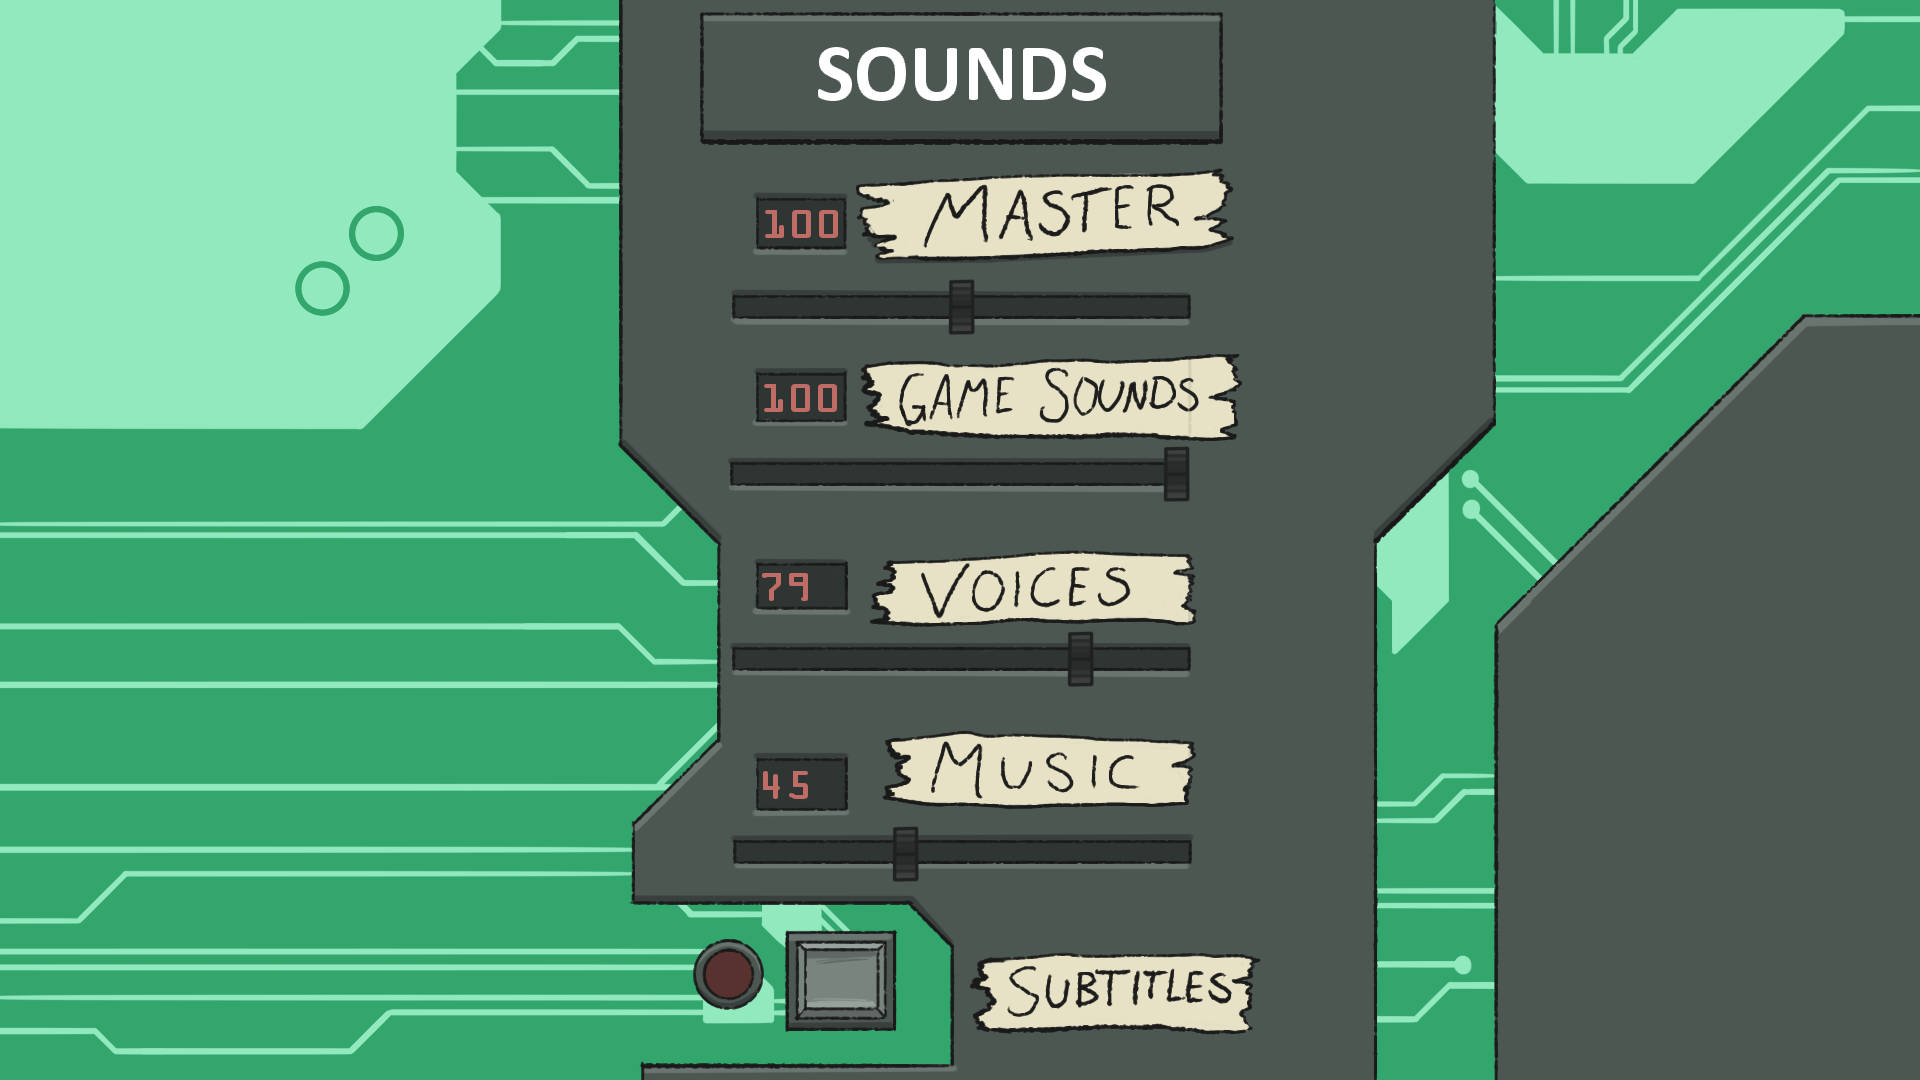 SOUNDS
100 MASTER
100 GAME SOUNDS
79 VOICES
45 MUSIC
SUBTITLES